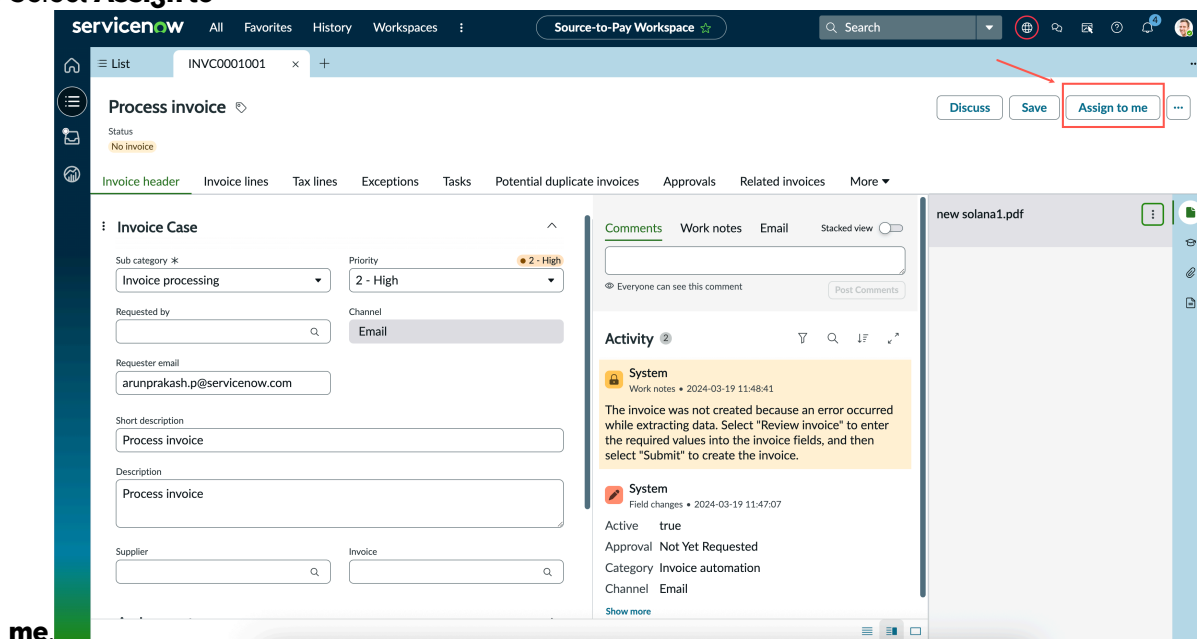 Select Assign to
servicenow All Favorites History Workspaces Source-to-Pay Workspace Search 4
List INVC0001001 × +
Process invoice
Discuss Save Assign to me
Status
No invoice
Invoice header Invoice lines Tax lines Exceptions Tasks Potential duplicate invoices Approvals Related invoices More
Invoice Case
Sub category *
Invoice processing
Priority
2 - High
2 - High
Requested by
Channel
Email
Requester email
arunprakash.p@servicenow.com
Short description
Process invoice
Description
Process invoice
Supplier
Invoice
Comments Work notes Email Stacked view
Everyone can see this comment
Post Comments
Activity 2
System
Work notes • 2024-03-19 11:48:41
The invoice was not created because an error occurred
while extracting data. Select "Review invoice" to enter
the required values into the invoice fields, and then
select "Submit" to create the invoice.
System
Field changes • 2024-03-19 11:47:07
Active true
Approval Not Yet Requested
Category Invoice automation
Channel Email
Show more
new solana1.pdf
me.